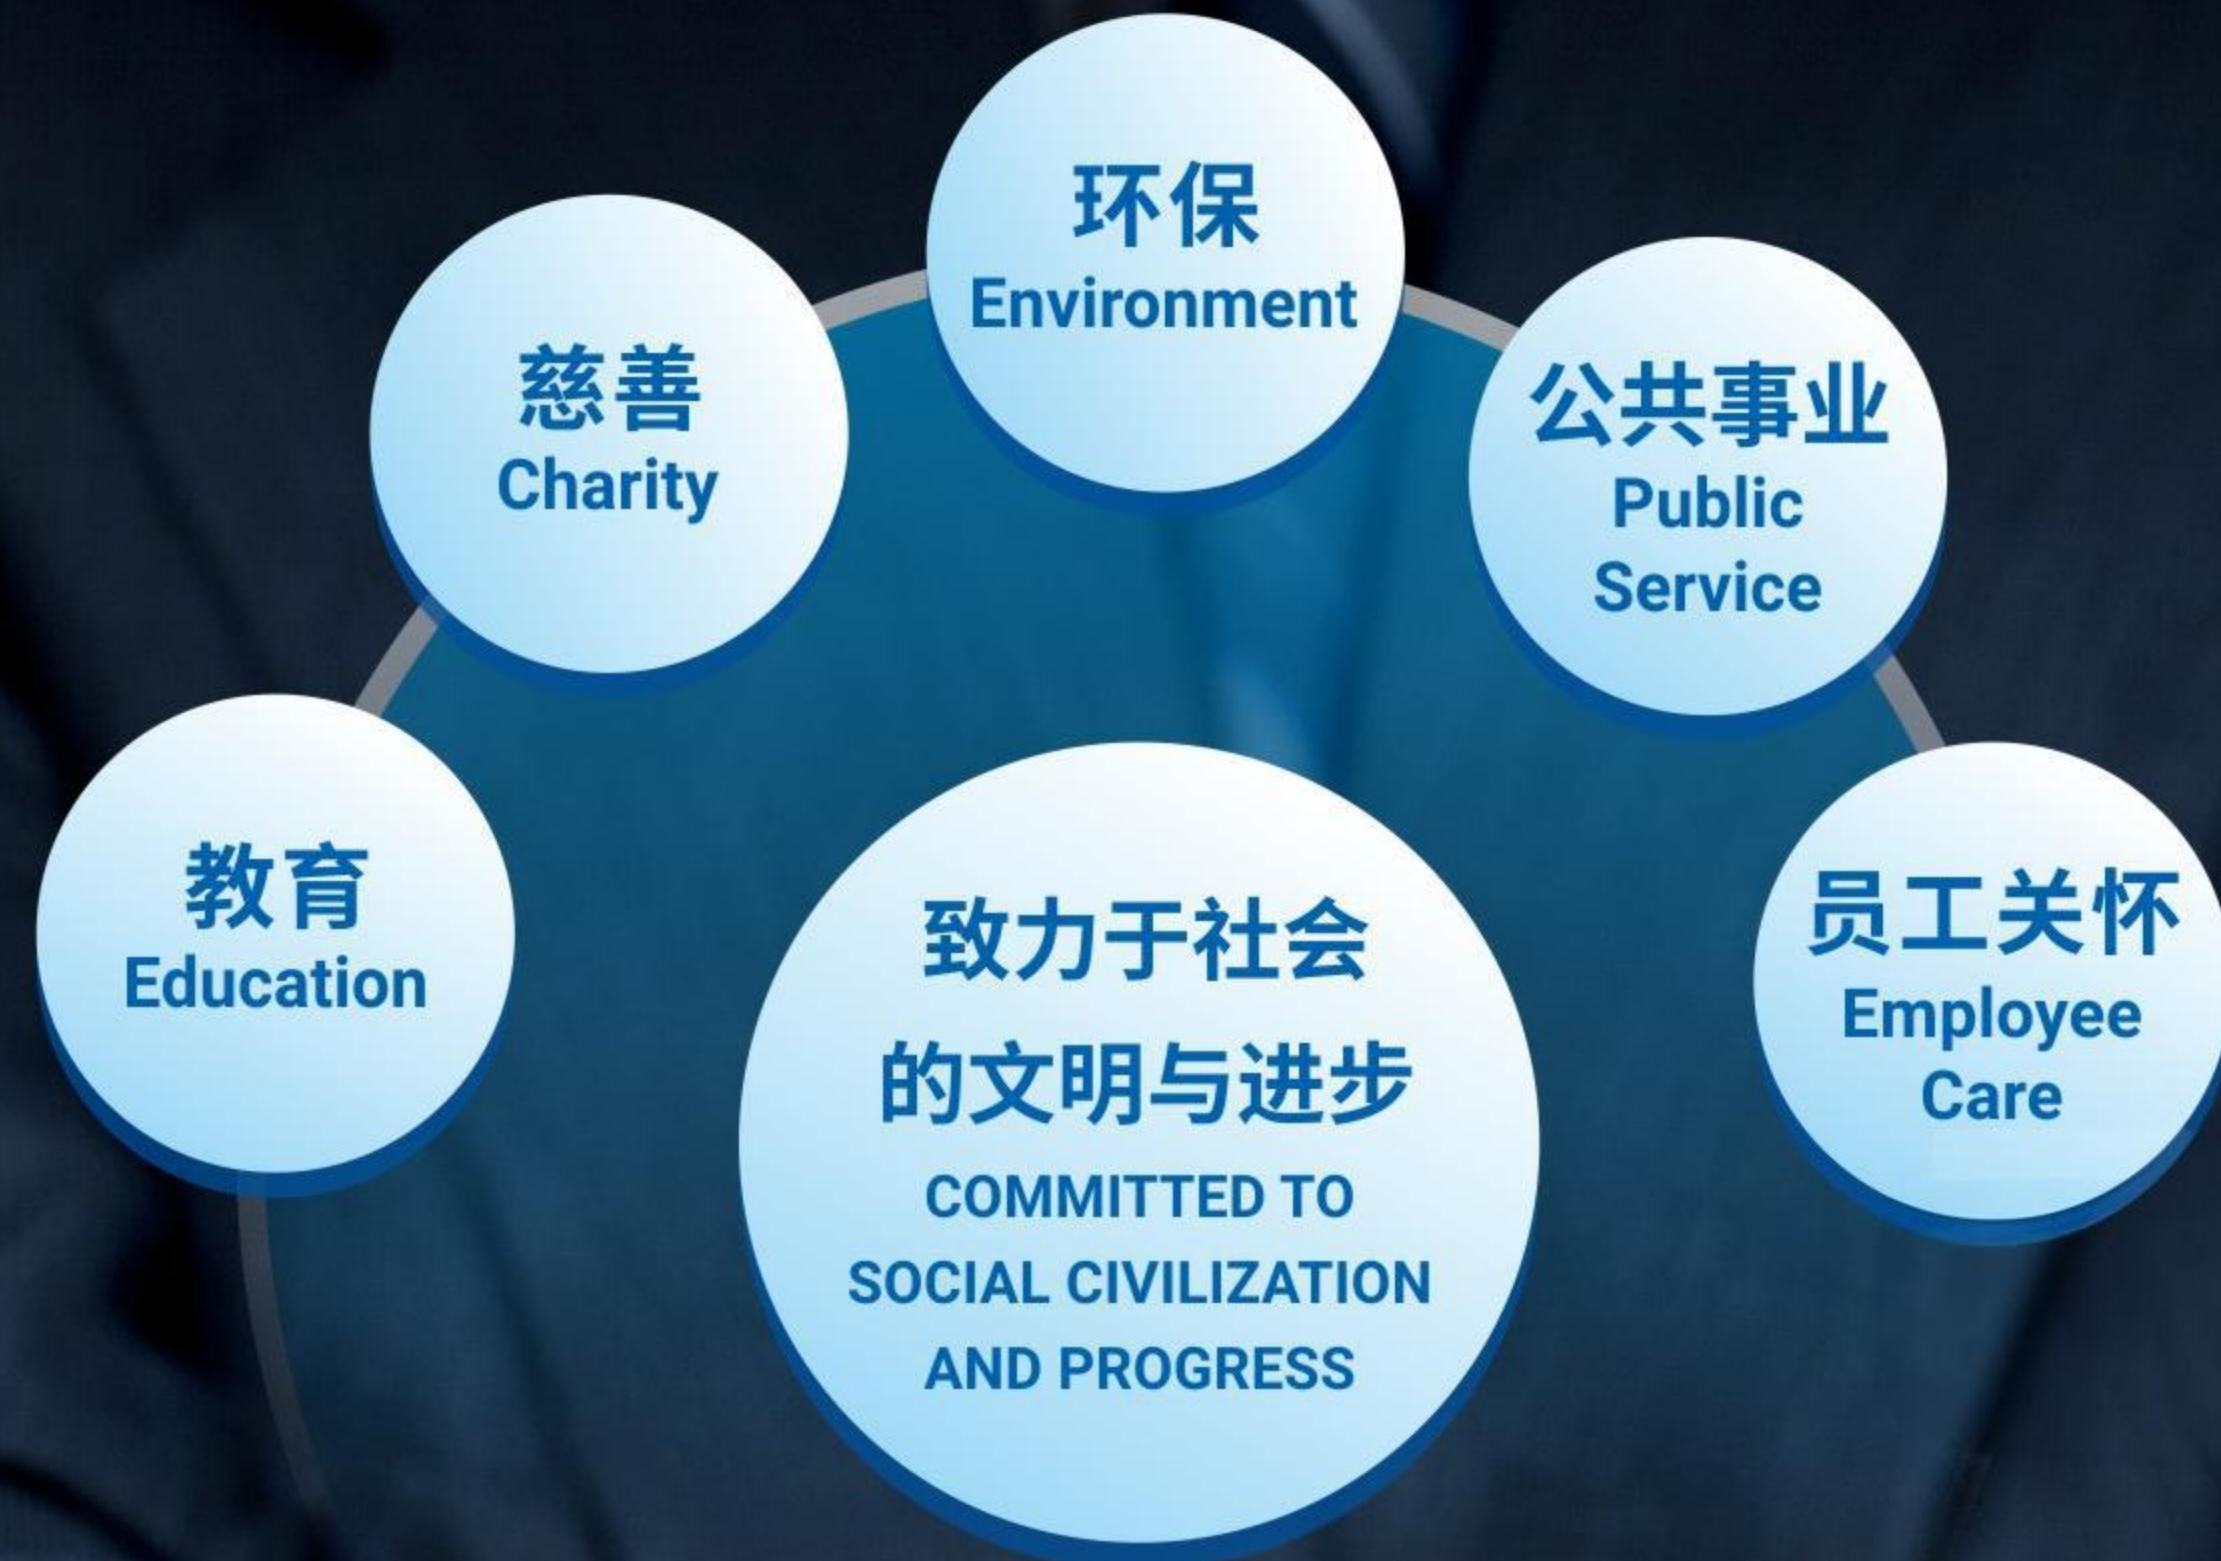 环保
Environment
慈善
Charity
公共事业
Public
Service
教育
Education
员工关怀
Employee
Care
致力于社会
的文明与进步
COMMITTED TO
SOCIAL CIVILIZATION
AND PROGRESS